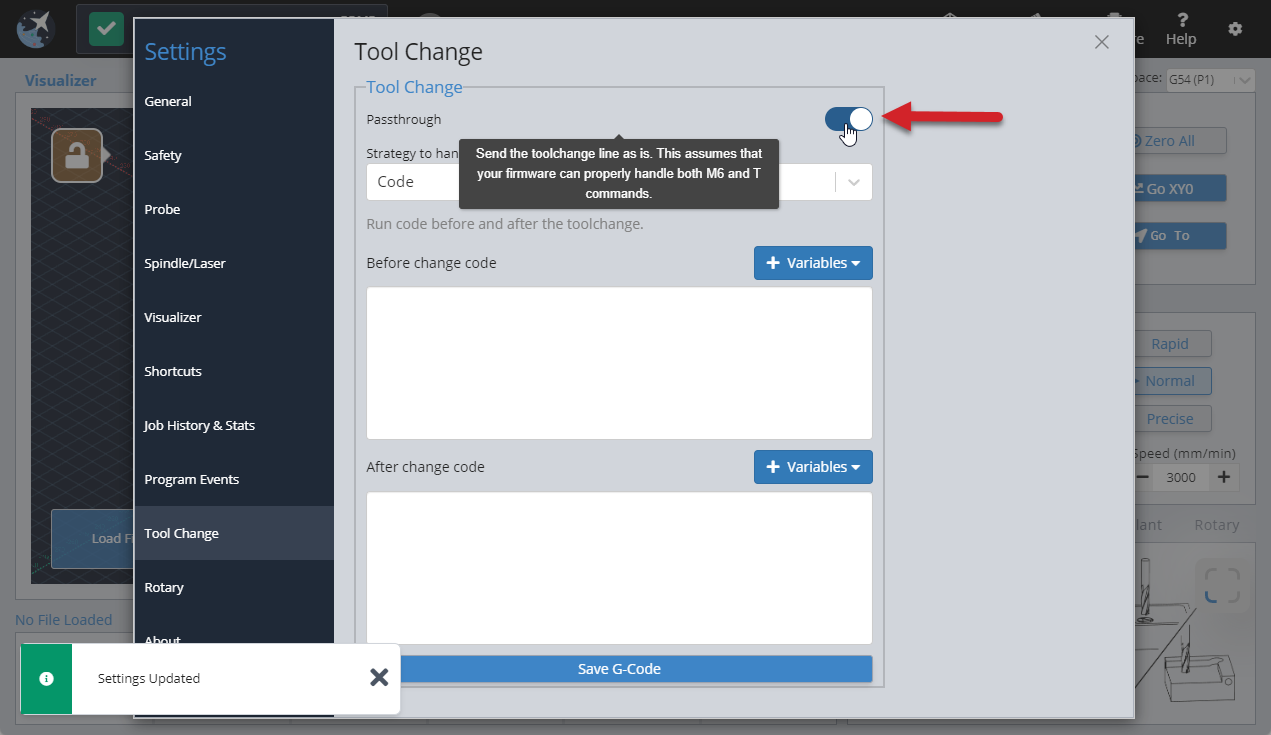 Help
Visualizer
Settings
General
Safety
Probe
Spindle/Laser
Visualizer
Shortcuts
Job History & Stats
Program Events
Tool Change
Rotary
About
Tool Change
Tool Change
Passthrough
Strategy to han
Send the toolchange line as is. This assumes that
your firmware can properly handle both M6 and T
commands.
Code
Run code before and after the toolchange.
Before change code
Variables
After change code
Variables
Save G-Code
G54 (P1)
Zero All
Go XY0
Go To
Rapid
Normal
Precise
Speed (mm/min)
3000
Rotary
Load Fi
No File Loaded
Settings Updated